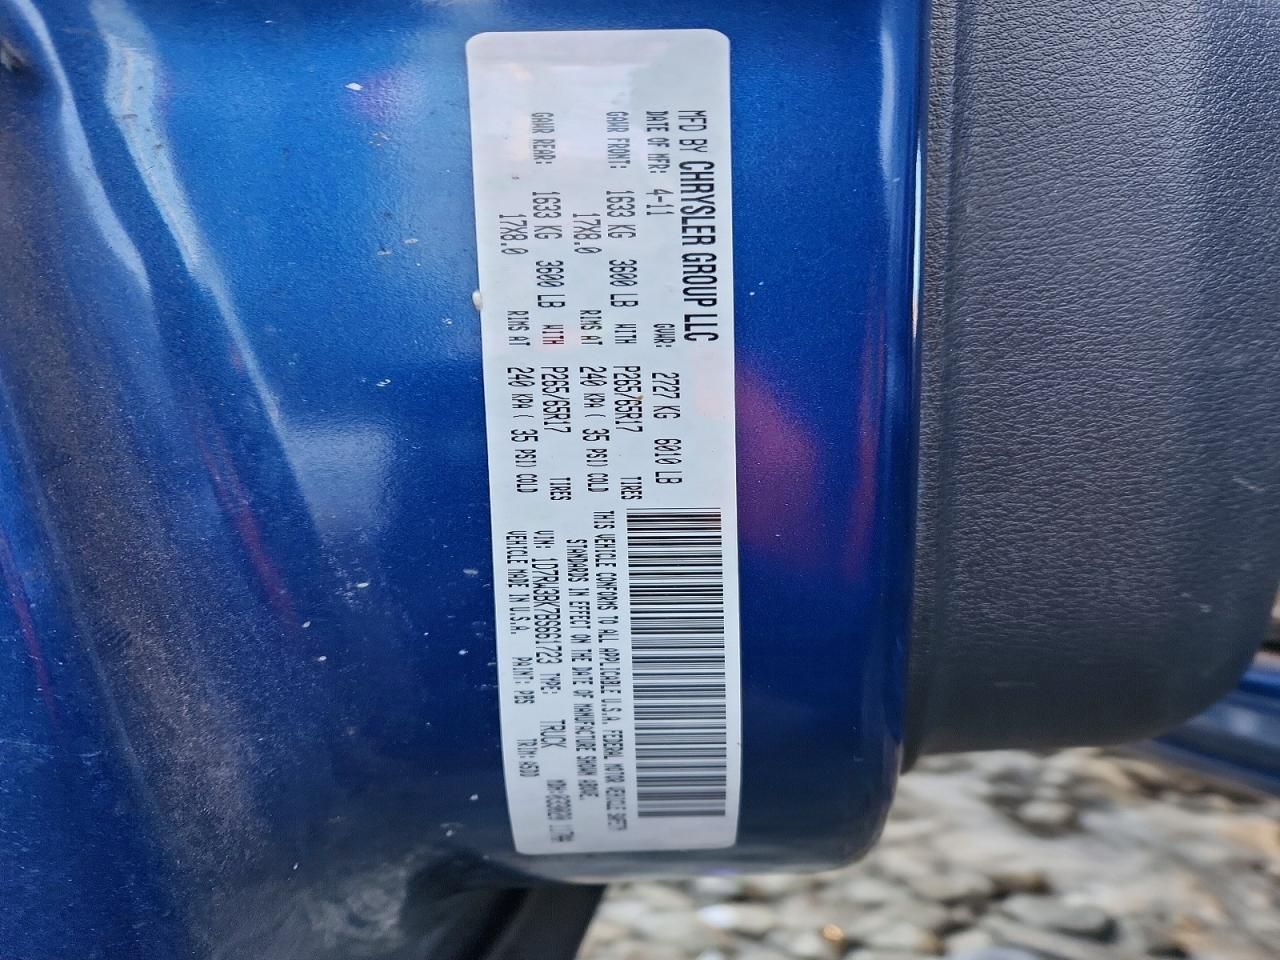 MFD BY CHRYSLER GROUP LLC
DATE OF MFR: 4-11 GVWR: 2727 KG 6010 LB
GAWR FRONT: 1633 KG 3600 LB WITH P265/65R17 TIRES
17X8.0 RIMS AT 240 KPA ( 35 PSI) COLD
GAWR REAR: 1633 KG 3600 LB WITH P265/65R17 TIRES
17X8.0 RIMS AT 240 KPA ( 35 PSI) COLD
THIS VEHICLE CONFORMS TO ALL APPLICABLE U.S.A. FEDERAL MOTOR VEHICLE SAFETY
STANDARDS IN EFFECT ON THE DATE OF MANUFACTURE SHOWN ABOVE.
VIN: 1D7RW3BK7BS661723 TYPE: TRUCK
VEHICLE MADE IN U.S.A. PAINT: PBS TRIM: